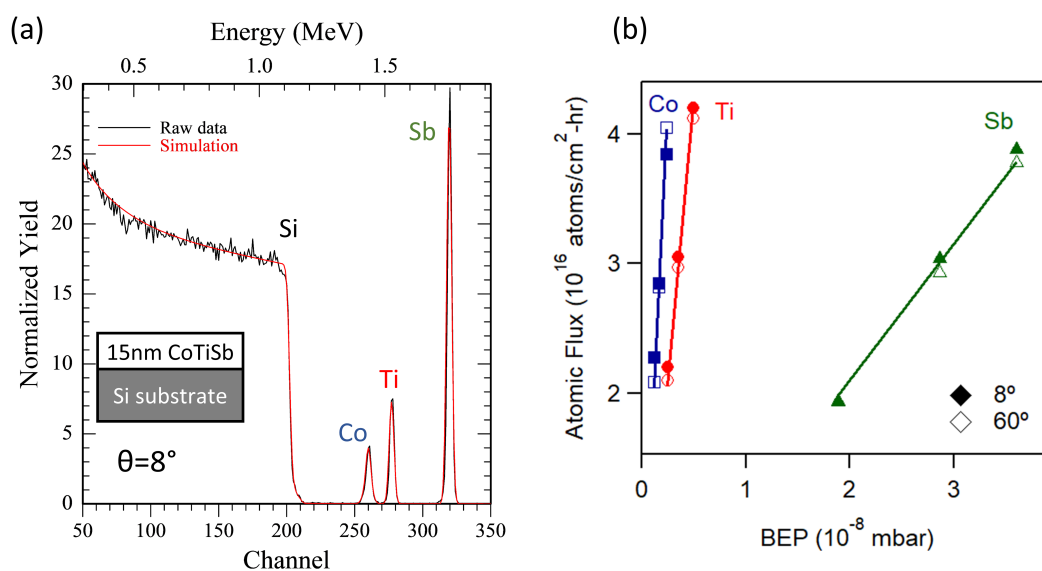 (a)
Energy (MeV)
0.5 1.0 1.5
30
25
20
15
10
5
0
Normalized Yield
Raw data
Simulation
Sb
Si
15nm CoTiSb
Si substrate
Ti
Co
θ=8°
50 100 150 200 250 300 350
Channel
(b)
Co Ti
Sb
4
3
2
Atomic Flux (10¹⁶ atoms/cm²-hr)
8º
60º
0 1 2 3
BEP (10⁻⁸ mbar)